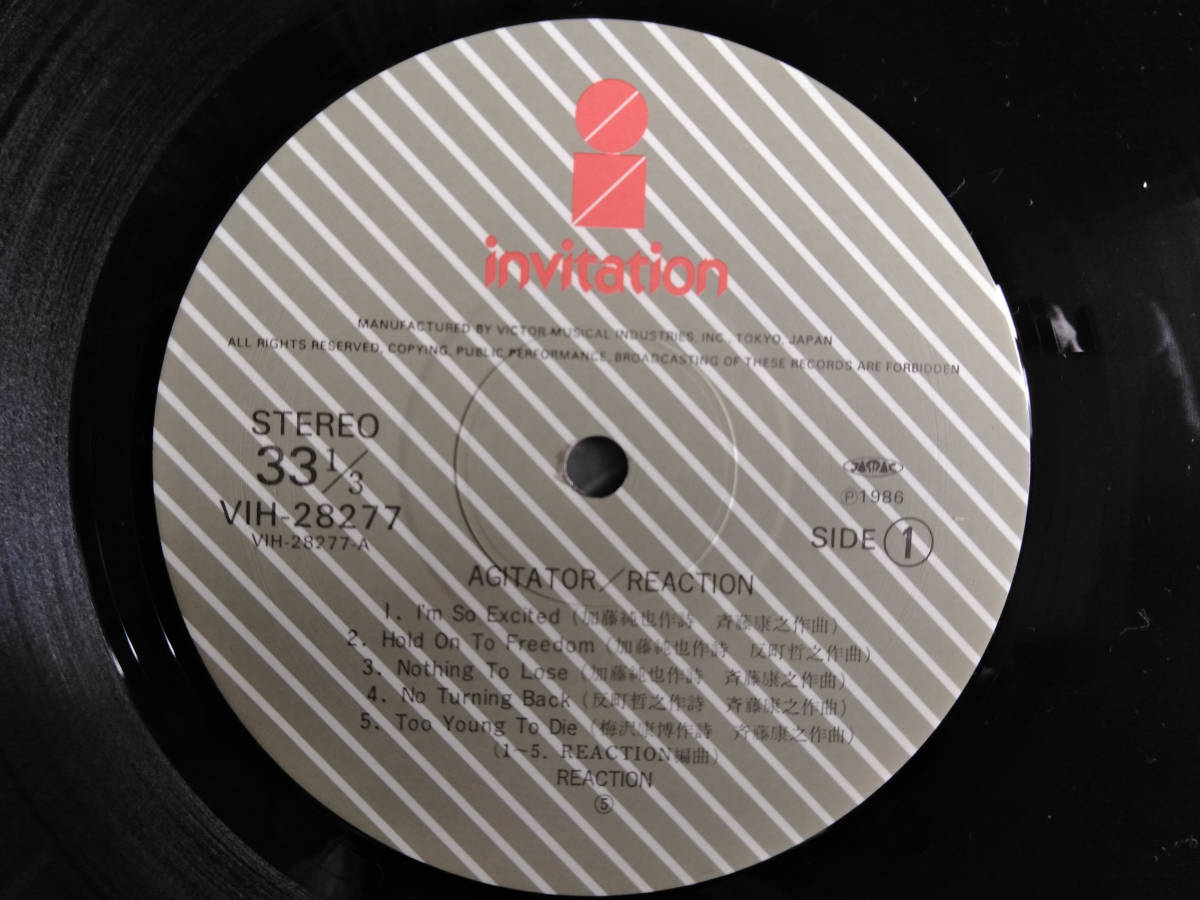 invitation
MANUFACTURED BY VICTOR MUSICAL INDUSTRIES, INC., TOKYO, JAPAN
ALL RIGHTS RESERVED, COPYING, PUBLIC PERFORMANCE, BROADCASTING OF THESE RECORDS ARE FORBIDDEN
STEREO
33 1/3
VIH-28277
VIH-28277-A
JASRAC
Ⓟ1986
SIDE ①
AGITATOR/REACTION
1. I'm So Excited (加藤純也作詩 斉藤康之作曲)
2. Hold On To Freedom (加藤純也作詩 反町哲之作曲)
3. Nothing To Lose (加藤純也作詩 斉藤康之作曲)
4. No Turning Back (反町哲之作詩 斉藤康之作曲)
5. Too Young To Die (梅沢康博作詩 斉藤康之作曲)
(1~5. REACTION編曲)
REACTION
⑤